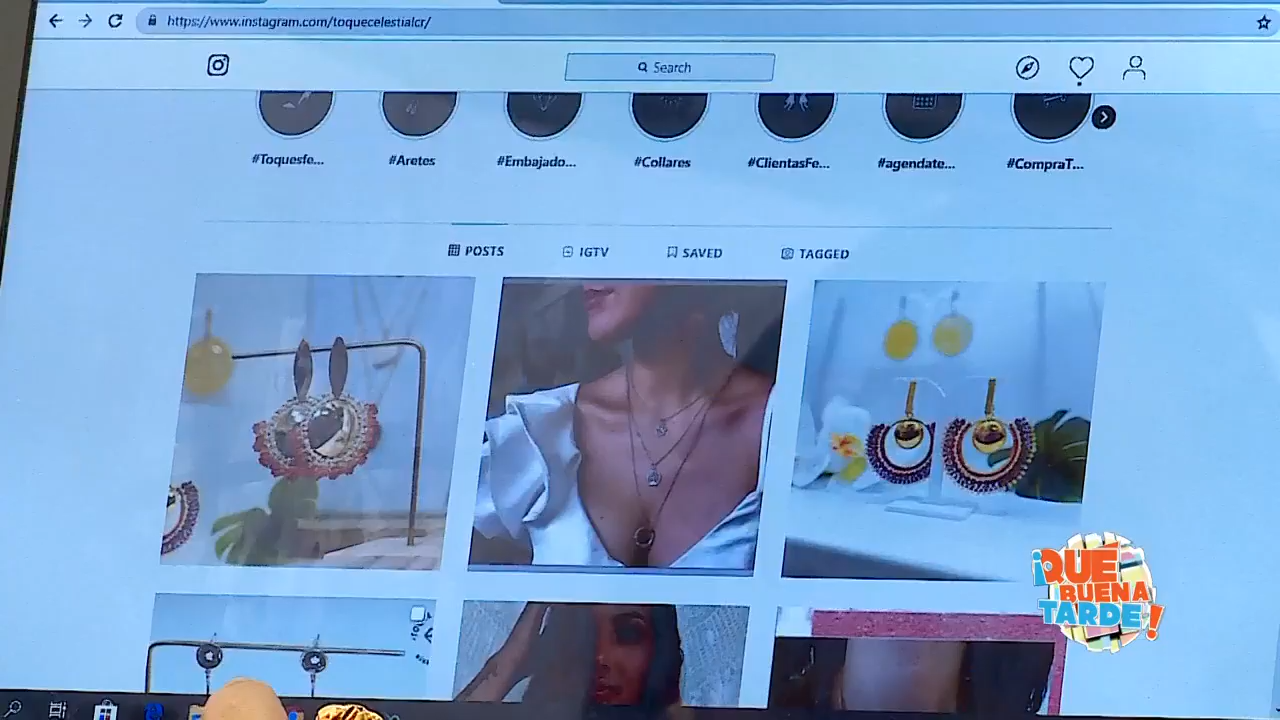 https://www.instagram.com/toquecelestialcr/
Search
#Toquesfe...
#Aretes
#Embajado...
#Collares
#ClientasFe...
#agendate...
#CompraT...
POSTS
IGTV
SAVED
TAGGED
¡QUÉ
BUENA
TARDE!